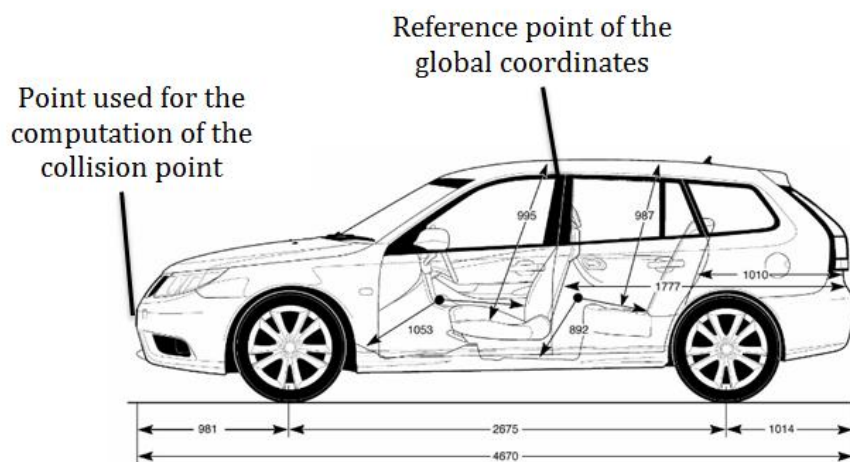 Reference point of the
global coordinates
Point used for the
computation of the
collision point
995
987
1010
1777
1053
892
981
2675
1014
4670